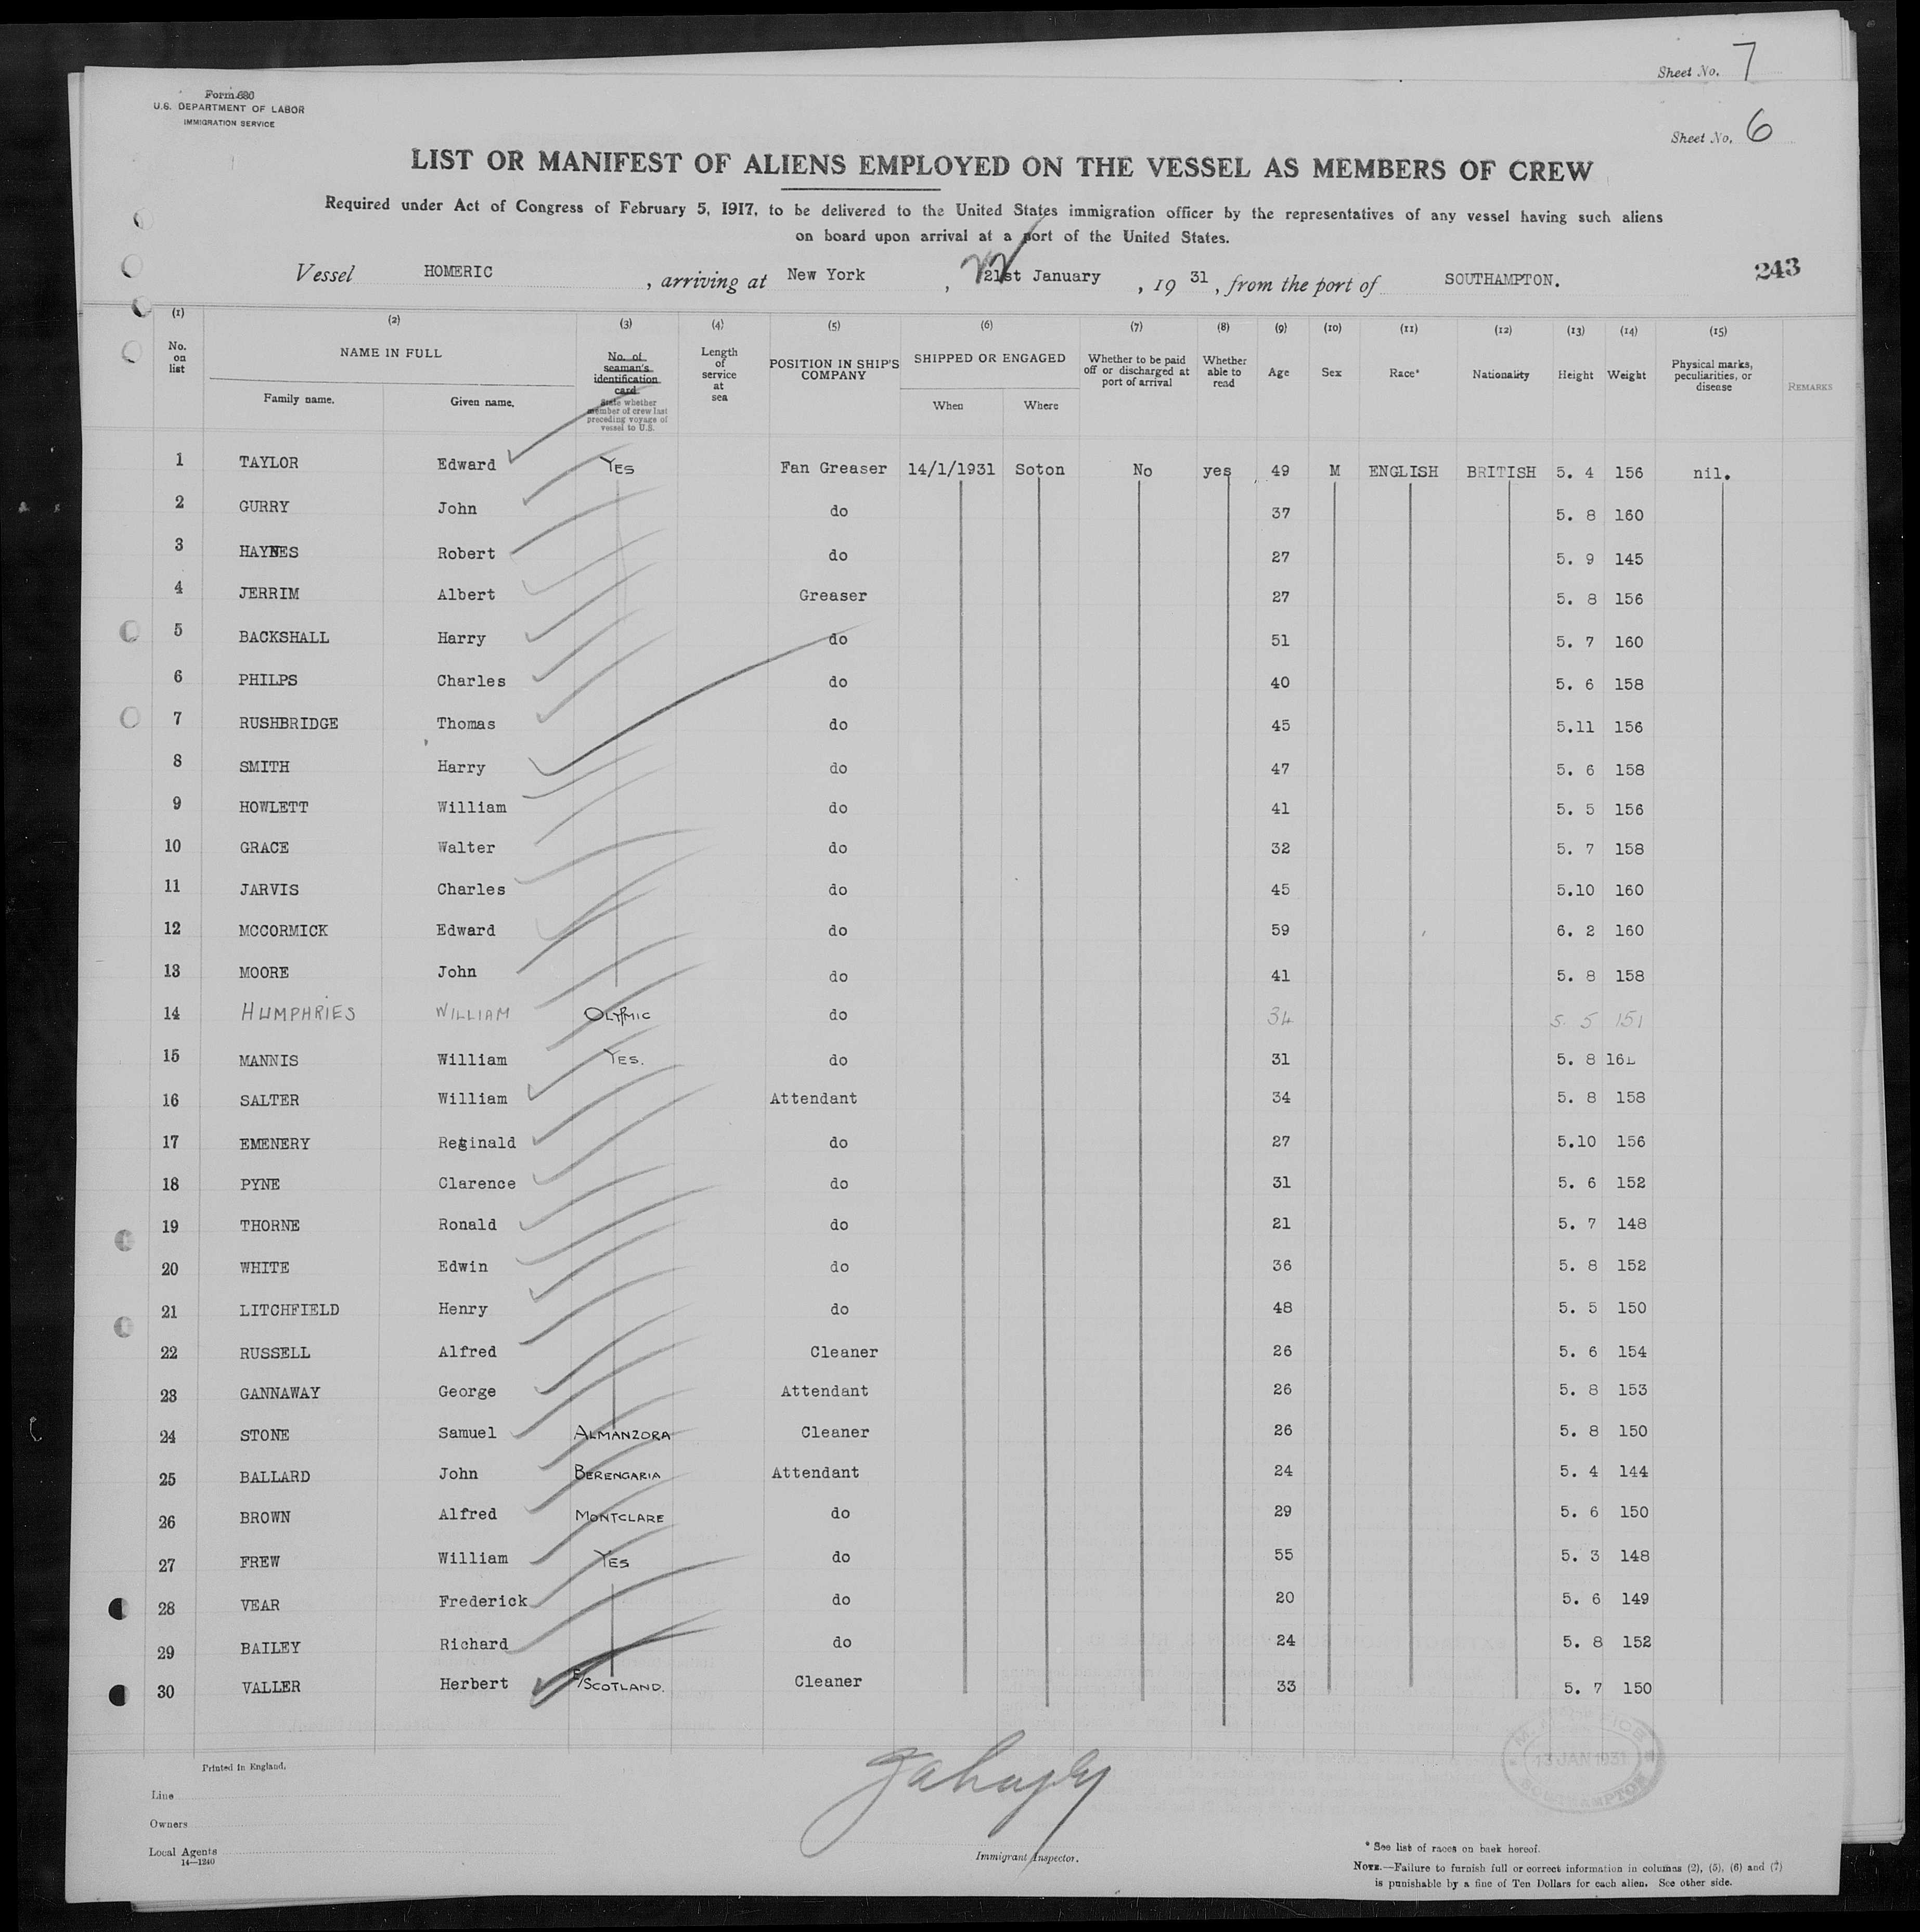 Sheet No. 7
Form 680
U.S. DEPARTMENT OF LABOR
IMMIGRATION SERVICE
Sheet No. 6
LIST OR MANIFEST OF ALIENS EMPLOYED ON THE VESSEL AS MEMBERS OF CREW
Required under Act of Congress of February 5, 1917, to be delivered to the United States immigration officer by the representatives of any vessel having such aliens
on board upon arrival at a port of the United States.
Vessel HOMERIC, arriving at New York, 21st January, 1931, from the port of SOUTHAMPTON.
243
(1) (2) (3) (4) (5) (6) (7) (8) (9) (10) (11) (12) (13) (14) (15)
No. on list NAME IN FULL Family name. Given name. No. of seaman's identification card State whether member of crew last preceding voyage of vessel to U.S. Length of service at sea POSITION IN SHIP'S COMPANY SHIPPED OR ENGAGED When Where Whether to be paid off or discharged at port of arrival Whether able to read Age Sex Race* Nationality Height Weight Physical marks, peculiarities, or disease REMARKS
1 TAYLOR Edward YES Fan Greaser 14/1/1931 Soton No yes 49 M ENGLISH BRITISH 5. 4 156 nil.
2 GURRY John do 37 5. 8 160
3 HAYNES Robert do 27 5. 9 145
4 JERRIM Albert Greaser 27 5. 8 156
5 BACKSHALL Harry do 51 5. 7 160
6 PHILPS Charles do 40 5. 6 158
7 RUSHBRIDGE Thomas do 45 5.11 156
8 SMITH Harry do 47 5. 6 158
9 HOWLETT William do 41 5. 5 156
10 GRACE Walter do 32 5. 7 158
11 JARVIS Charles do 45 5.10 160
12 MCCORMICK Edward do 59 6. 2 160
13 MOORE John do 41 5. 8 158
14 HUMPHRIES WILLIAM OLYMPIC do 34 5. 5 151
15 MANNIS William YES. do 31 5. 8
16 SALTER William Attendant 34 5. 8 158
17 EMENERY Reginald do 27 5.10 156
18 PYNE Clarence do 31 5. 6 152
19 THORNE Ronald do 21 5. 7 148
20 WHITE Edwin do 36 5. 8 152
21 LITCHFIELD Henry do 48 5. 5 150
22 RUSSELL Alfred Cleaner 26 5. 6 154
23 GANNAWAY George Attendant 26 5. 8 153
24 STONE Samuel ALMANZORA Cleaner 26 5. 8 150
25 BALLARD John BERENGARIA Attendant 24 5. 4 144
26 BROWN Alfred MONTCLARE do 29 5. 6 150
27 FREW William YES do 55 5. 3 148
28 VEAR Frederick do 20 5. 6 149
29 BAILEY Richard do 24 5. 8 152
30 VALLER Herbert E/SCOTLAND. Cleaner 33 5. 7 150
13 JAN 1931
SOUTHAMPTON
Printed in England.
Line
Owners
Local Agents
14—1240
Immigrant Inspector.
* See list of races on back hereof.
NOTE.—Failure to furnish full or correct information in columns (2), (5), (6) and (7)
is punishable by a fine of Ten Dollars for each alien. See other side.